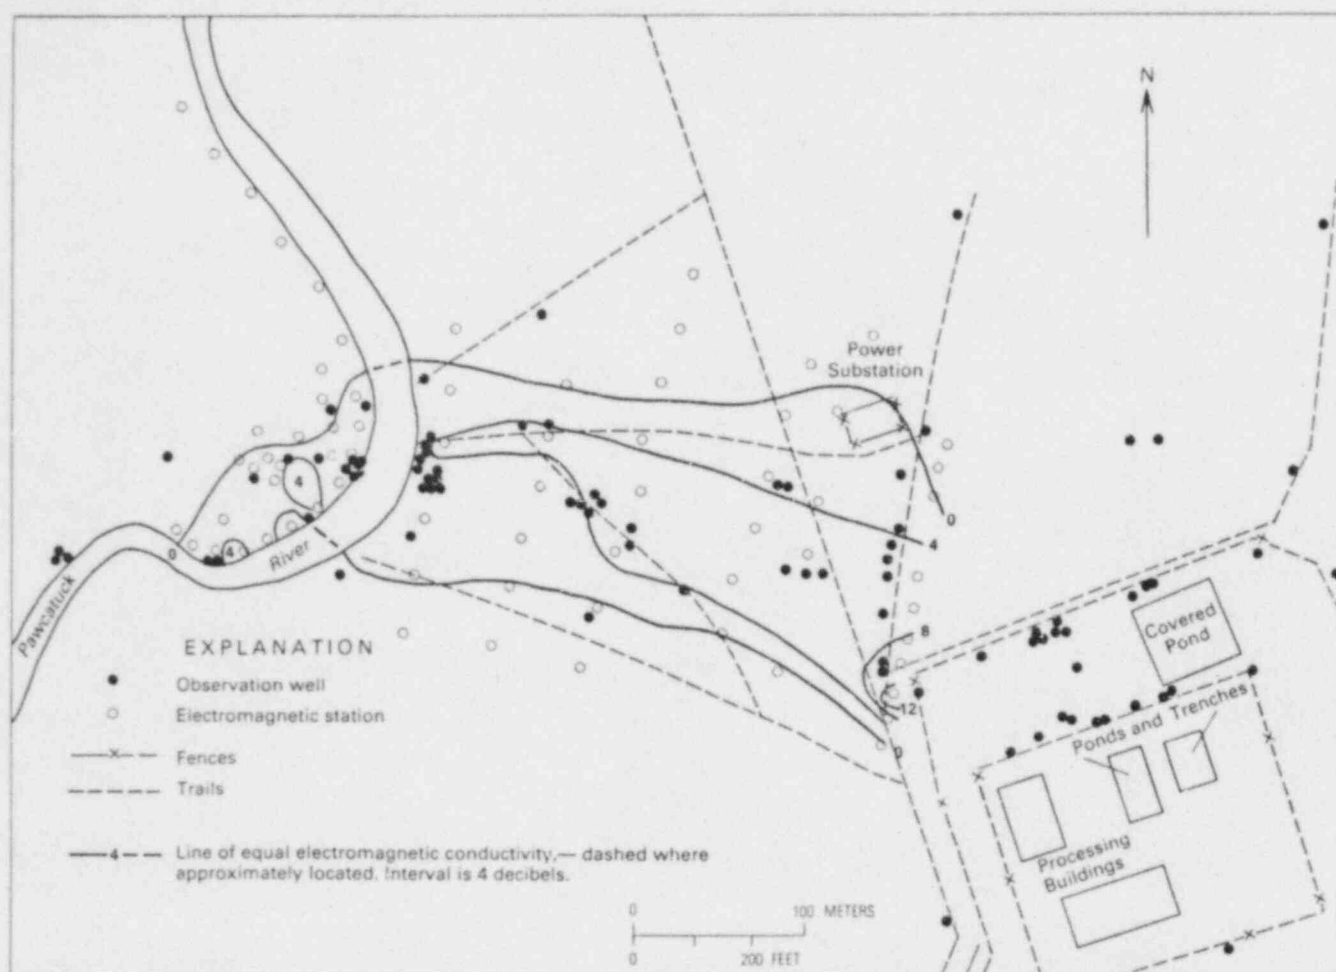 N
Power
Substation
4
0
4
0
4
River
Pawcatuck
8
12
0
Covered
Pond
Ponds and Trenches
Processing
Buildings
EXPLANATION
Observation well
Electromagnetic station
Fences
Trails
4
Line of equal electromagnetic conductivity,— dashed where
approximately located. Interval is 4 decibels.
0 100 METERS
0 200 FEET